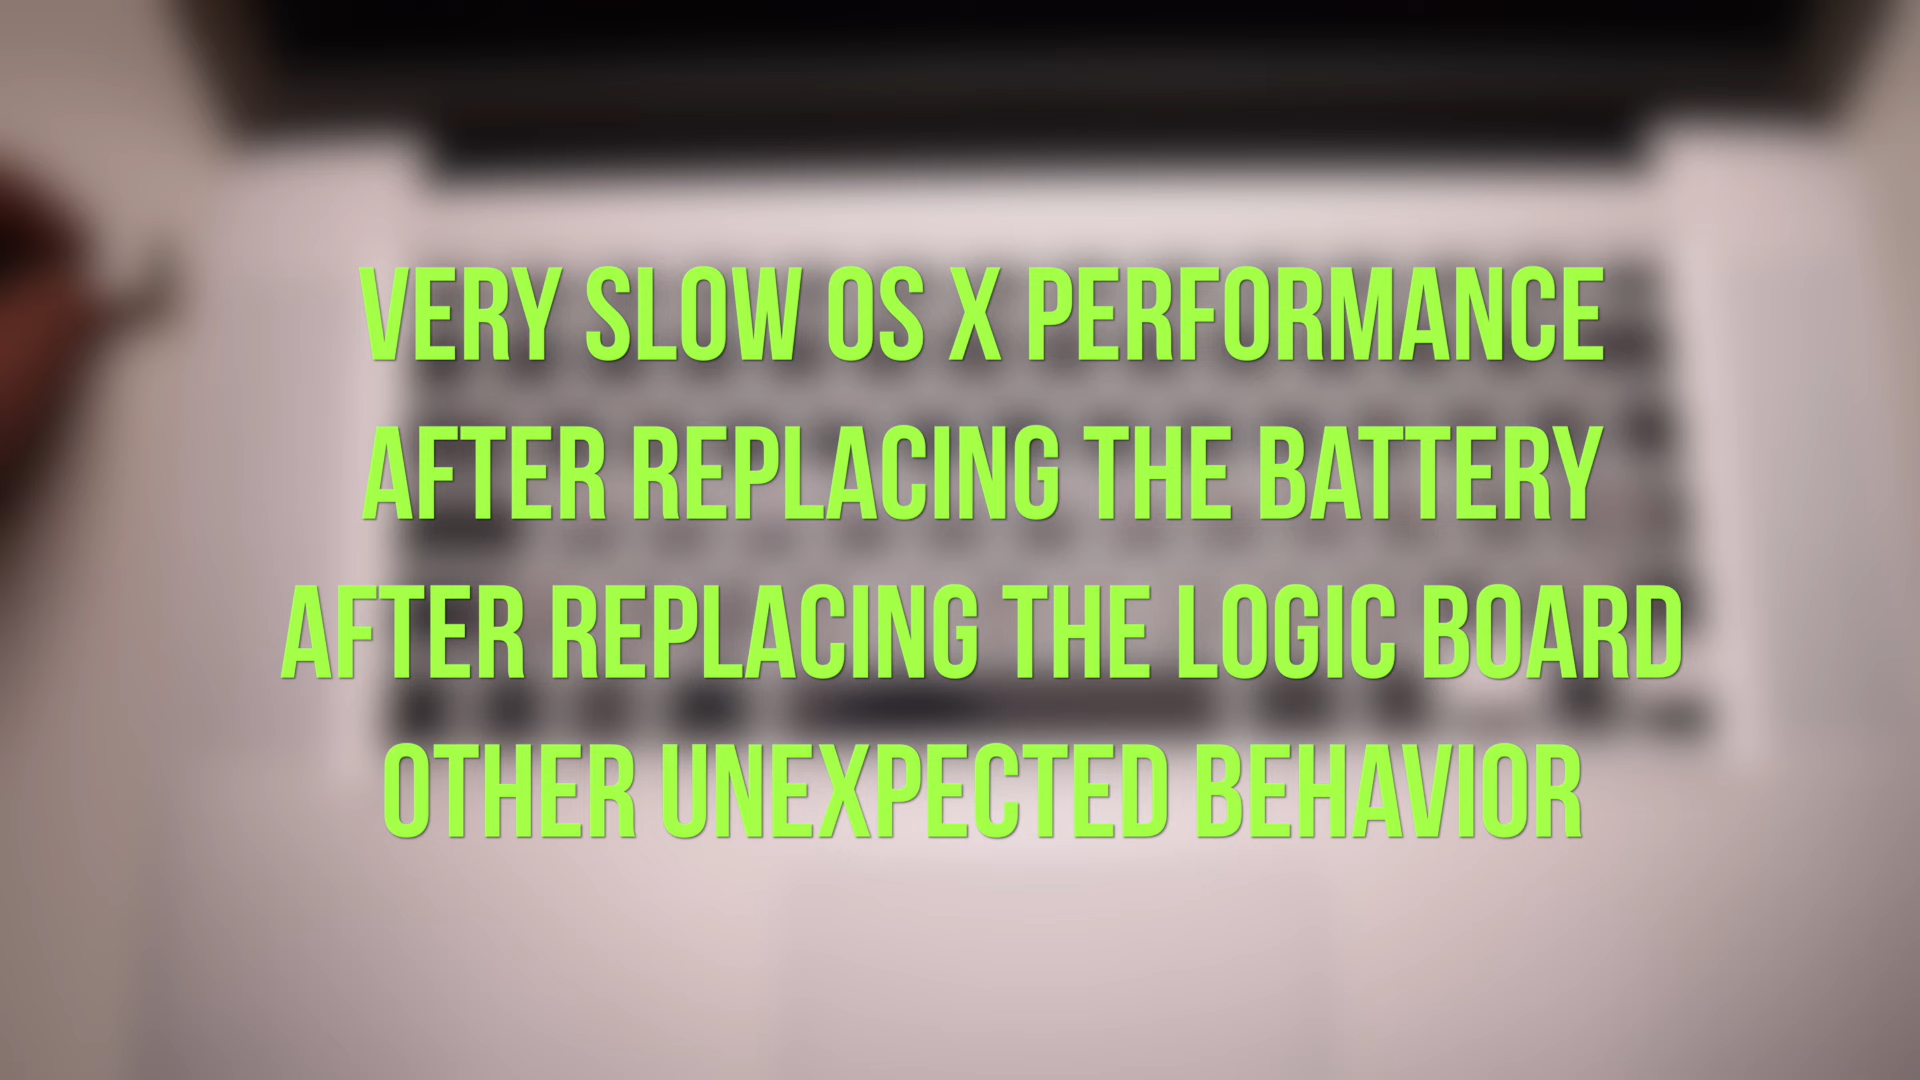 VERY SLOW OS X PERFORMANCE
AFTER REPLACING THE BATTERY
AFTER REPLACING THE LOGIC BOARD
OTHER UNEXPECTED BEHAVIOR